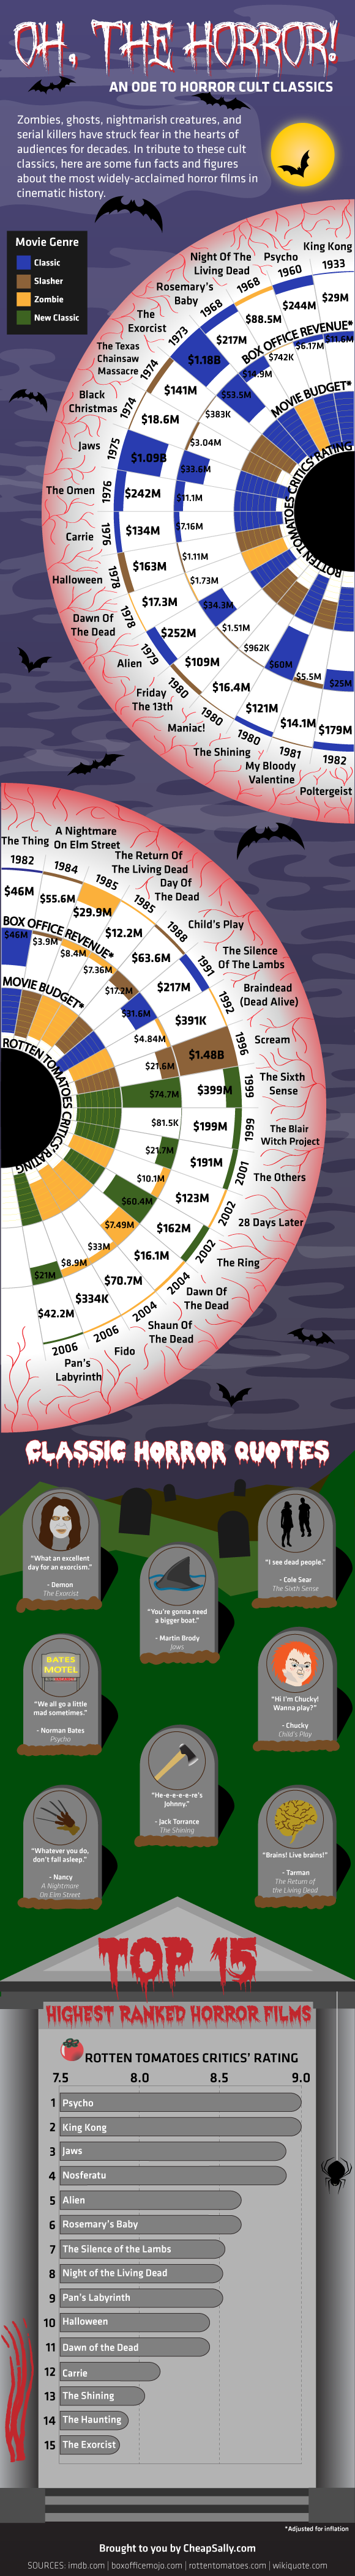 OH, THE HORROR!
AN ODE TO HORROR CULT CLASSICS
Zombies, ghosts, nightmarish creatures, and
serial killers have struck fear in the hearts of
audiences for decades. In tribute to these cult
classics, here are some fun facts and figures
about the most widely-acclaimed horror films in
cinematic history.
Movie Genre
Classic
Slasher
Zombie
New Classic
King Kong
1933
$29M
$11.6M
Psycho
1960
$244M
$6.17M
Night Of The
Living Dead
1968
$88.5M
$742K
Rosemary's
Baby
1968
$217M
$14.9M
The
Exorcist
1973
$1.18B
$53.5M
The Texas
Chainsaw
Massacre
1974
$141M
$383K
Black
Christmas
1974
$18.6M
$3.04M
Jaws
1975
$1.09B
$33.6M
The Omen
1976
$242M
$11.1M
Carrie
1976
$134M
$7.16M
Halloween
1978
$163M
$1.11M
Dawn Of
The Dead
1978
$17.3M
$1.73M
Alien
1979
$252M
$34.3M
Friday
The 13th
1980
$109M
$1.51M
Maniac!
1980
$16.4M
$962K
The Shining
1980
$121M
$60M
My Bloody
Valentine
1981
$14.1M
$5.5M
Poltergeist
1982
$179M
$25M
BOX OFFICE REVENUE*
MOVIE BUDGET*
ROTTEN TOMATOES CRITICS' RATING
The Thing
1982
$46M
$46M
A Nightmare
On Elm Street
1984
$55.6M
$3.9M
The Return Of
The Living Dead
1985
$29.9M
$8.4M
Day Of
The Dead
1985
$12.2M
$7.36M
Child's Play
1988
$63.6M
$17.2M
The Silence
Of The Lambs
1991
$217M
$31.6M
Braindead
(Dead Alive)
1992
$391K
$4.84M
Scream
1996
$1.48B
$21.6M
The Sixth
Sense
1999
$399M
$74.7M
The Blair
Witch Project
1999
$199M
$81.5K
The Others
2001
$191M
$21.7M
28 Days Later
2002
$123M
$10.1M
The Ring
2002
$162M
$60.4M
Dawn Of
The Dead
2004
$16.1M
$7.49M
Shaun Of
The Dead
2004
$70.7M
$33M
Fido
2006
$334K
$8.9M
Pan's
Labyrinth
2006
$42.2M
$21M
BOX OFFICE REVENUE*
MOVIE BUDGET*
ROTTEN TOMATOES CRITICS' RATING
CLASSIC HORROR QUOTES
"What an excellent
day for an exorcism."
- Demon
The Exorcist
"You're gonna need
a bigger boat."
- Martin Brody
Jaws
"I see dead people."
- Cole Sear
The Sixth Sense
BATES
MOTEL
"We all go a little
mad sometimes."
- Norman Bates
Psycho
"Hi I'm Chucky!
Wanna play?"
- Chucky
Child's Play
"He-e-e-e-e-re's
Johnny."
- Jack Torrance
The Shining
"Whatever you do,
don't fall asleep."
- Nancy
A Nightmare
On Elm Street
"Brains! Live brains!"
- Tarman
The Return of
the Living Dead
TOP 15
HIGHEST RANKED HORROR FILMS
ROTTEN TOMATOES CRITICS' RATING
7.5 8.0 8.5 9.0
1 Psycho
2 King Kong
3 Jaws
4 Nosferatu
5 Alien
6 Rosemary's Baby
7 The Silence of the Lambs
8 Night of the Living Dead
9 Pan's Labyrinth
10 Halloween
11 Dawn of the Dead
12 Carrie
13 The Shining
14 The Haunting
15 The Exorcist
*Adjusted for inflation
Brought to you by CheapSally.com
SOURCES: imdb.com | boxofficemojo.com | rottentomatoes.com | wikiquote.com